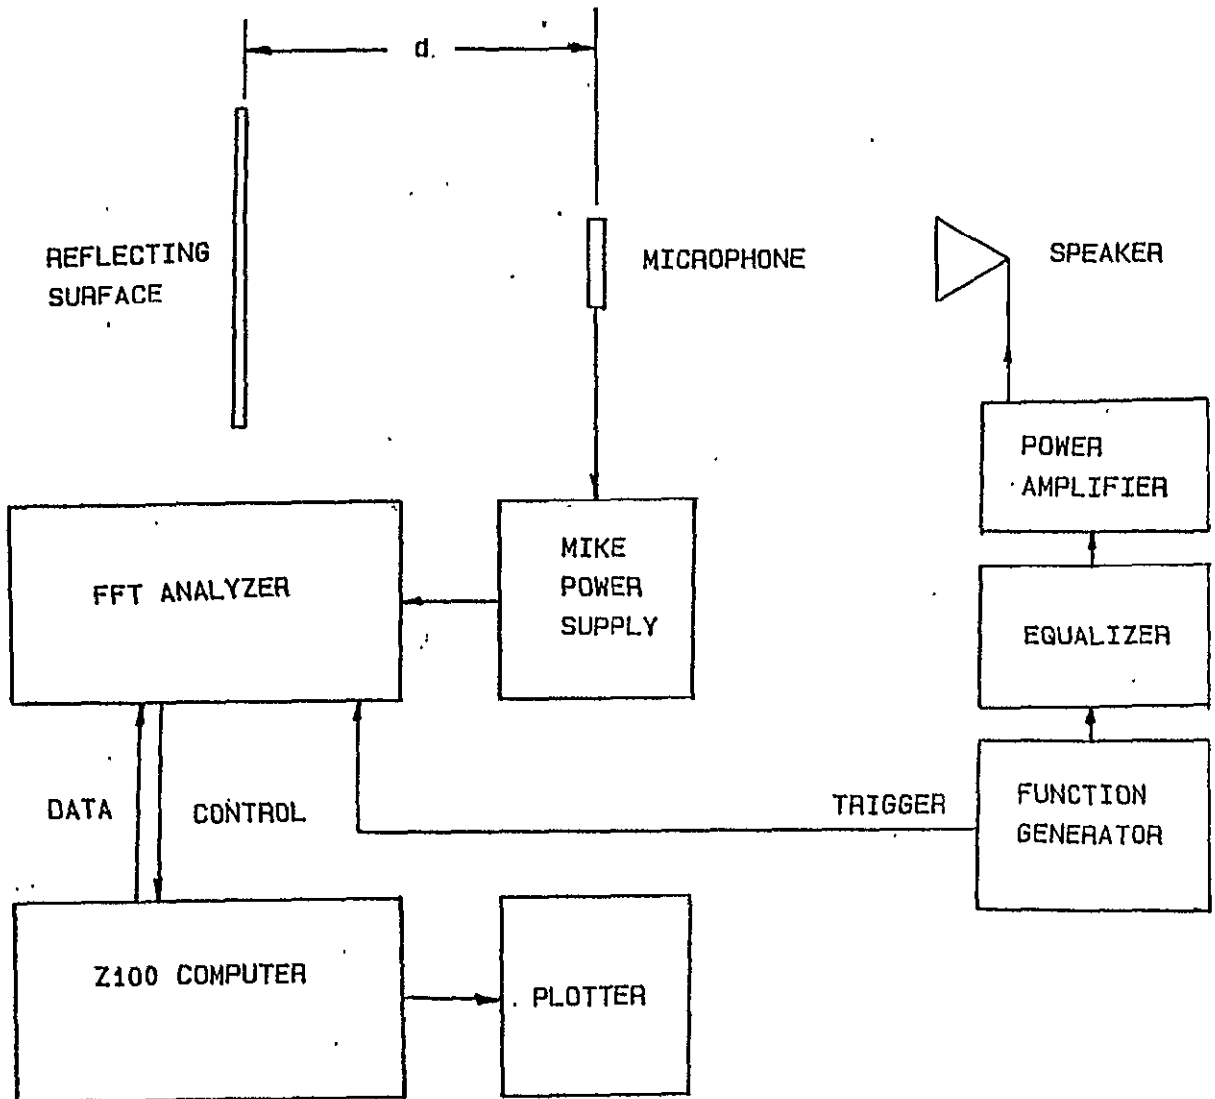 d.
REFLECTING
SURFACE
MICROPHONE
SPEAKER
POWER
AMPLIFIER
FFT ANALYZER
MIKE
POWER
SUPPLY
EQUALIZER
DATA
CONTROL
TRIGGER
FUNCTION
GENERATOR
Z100 COMPUTER
PLOTTER